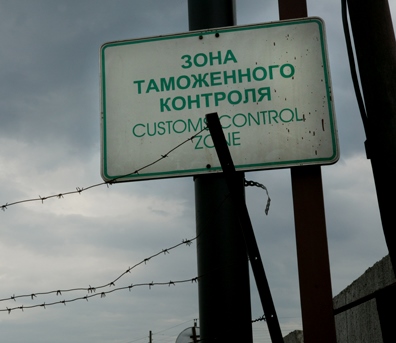 ЗОНА
ТАМОЖЕННОГО
КОНТРОЛЯ
CUSTOMS CONTROL
ZONE